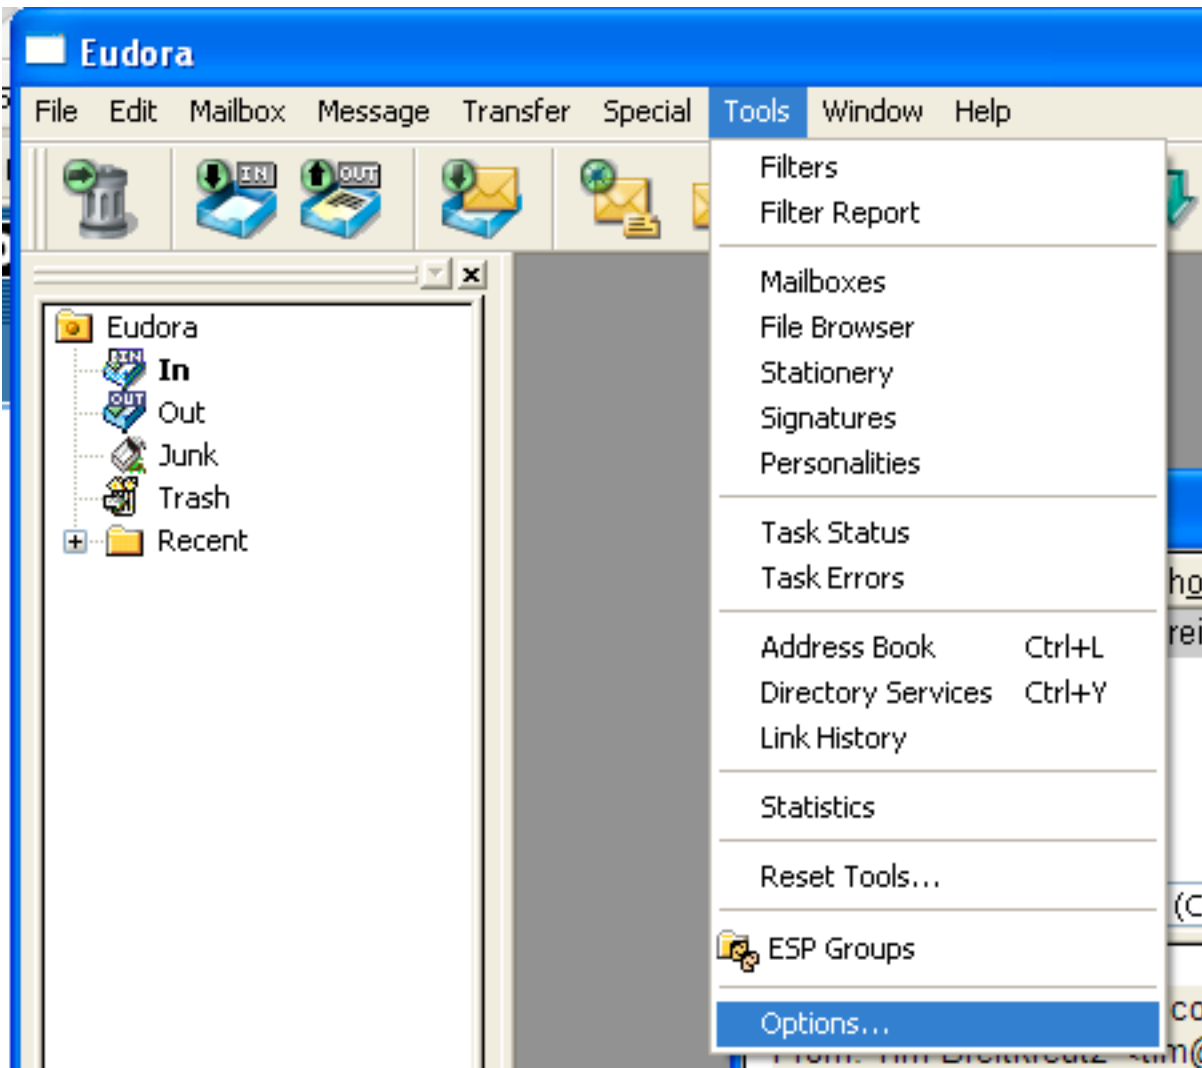 Eudora
File Edit Mailbox Message Transfer Special Tools Window Help
IN OUT
Filters
Filter Report
Mailboxes
File Browser
Stationery
Signatures
Personalities
Task Status
Task Errors
Address Book Ctrl+L
Directory Services Ctrl+Y
Link History
Statistics
Reset Tools...
ESP Groups
Options...
Eudora
IN In
OUT Out
Junk
Trash
Recent